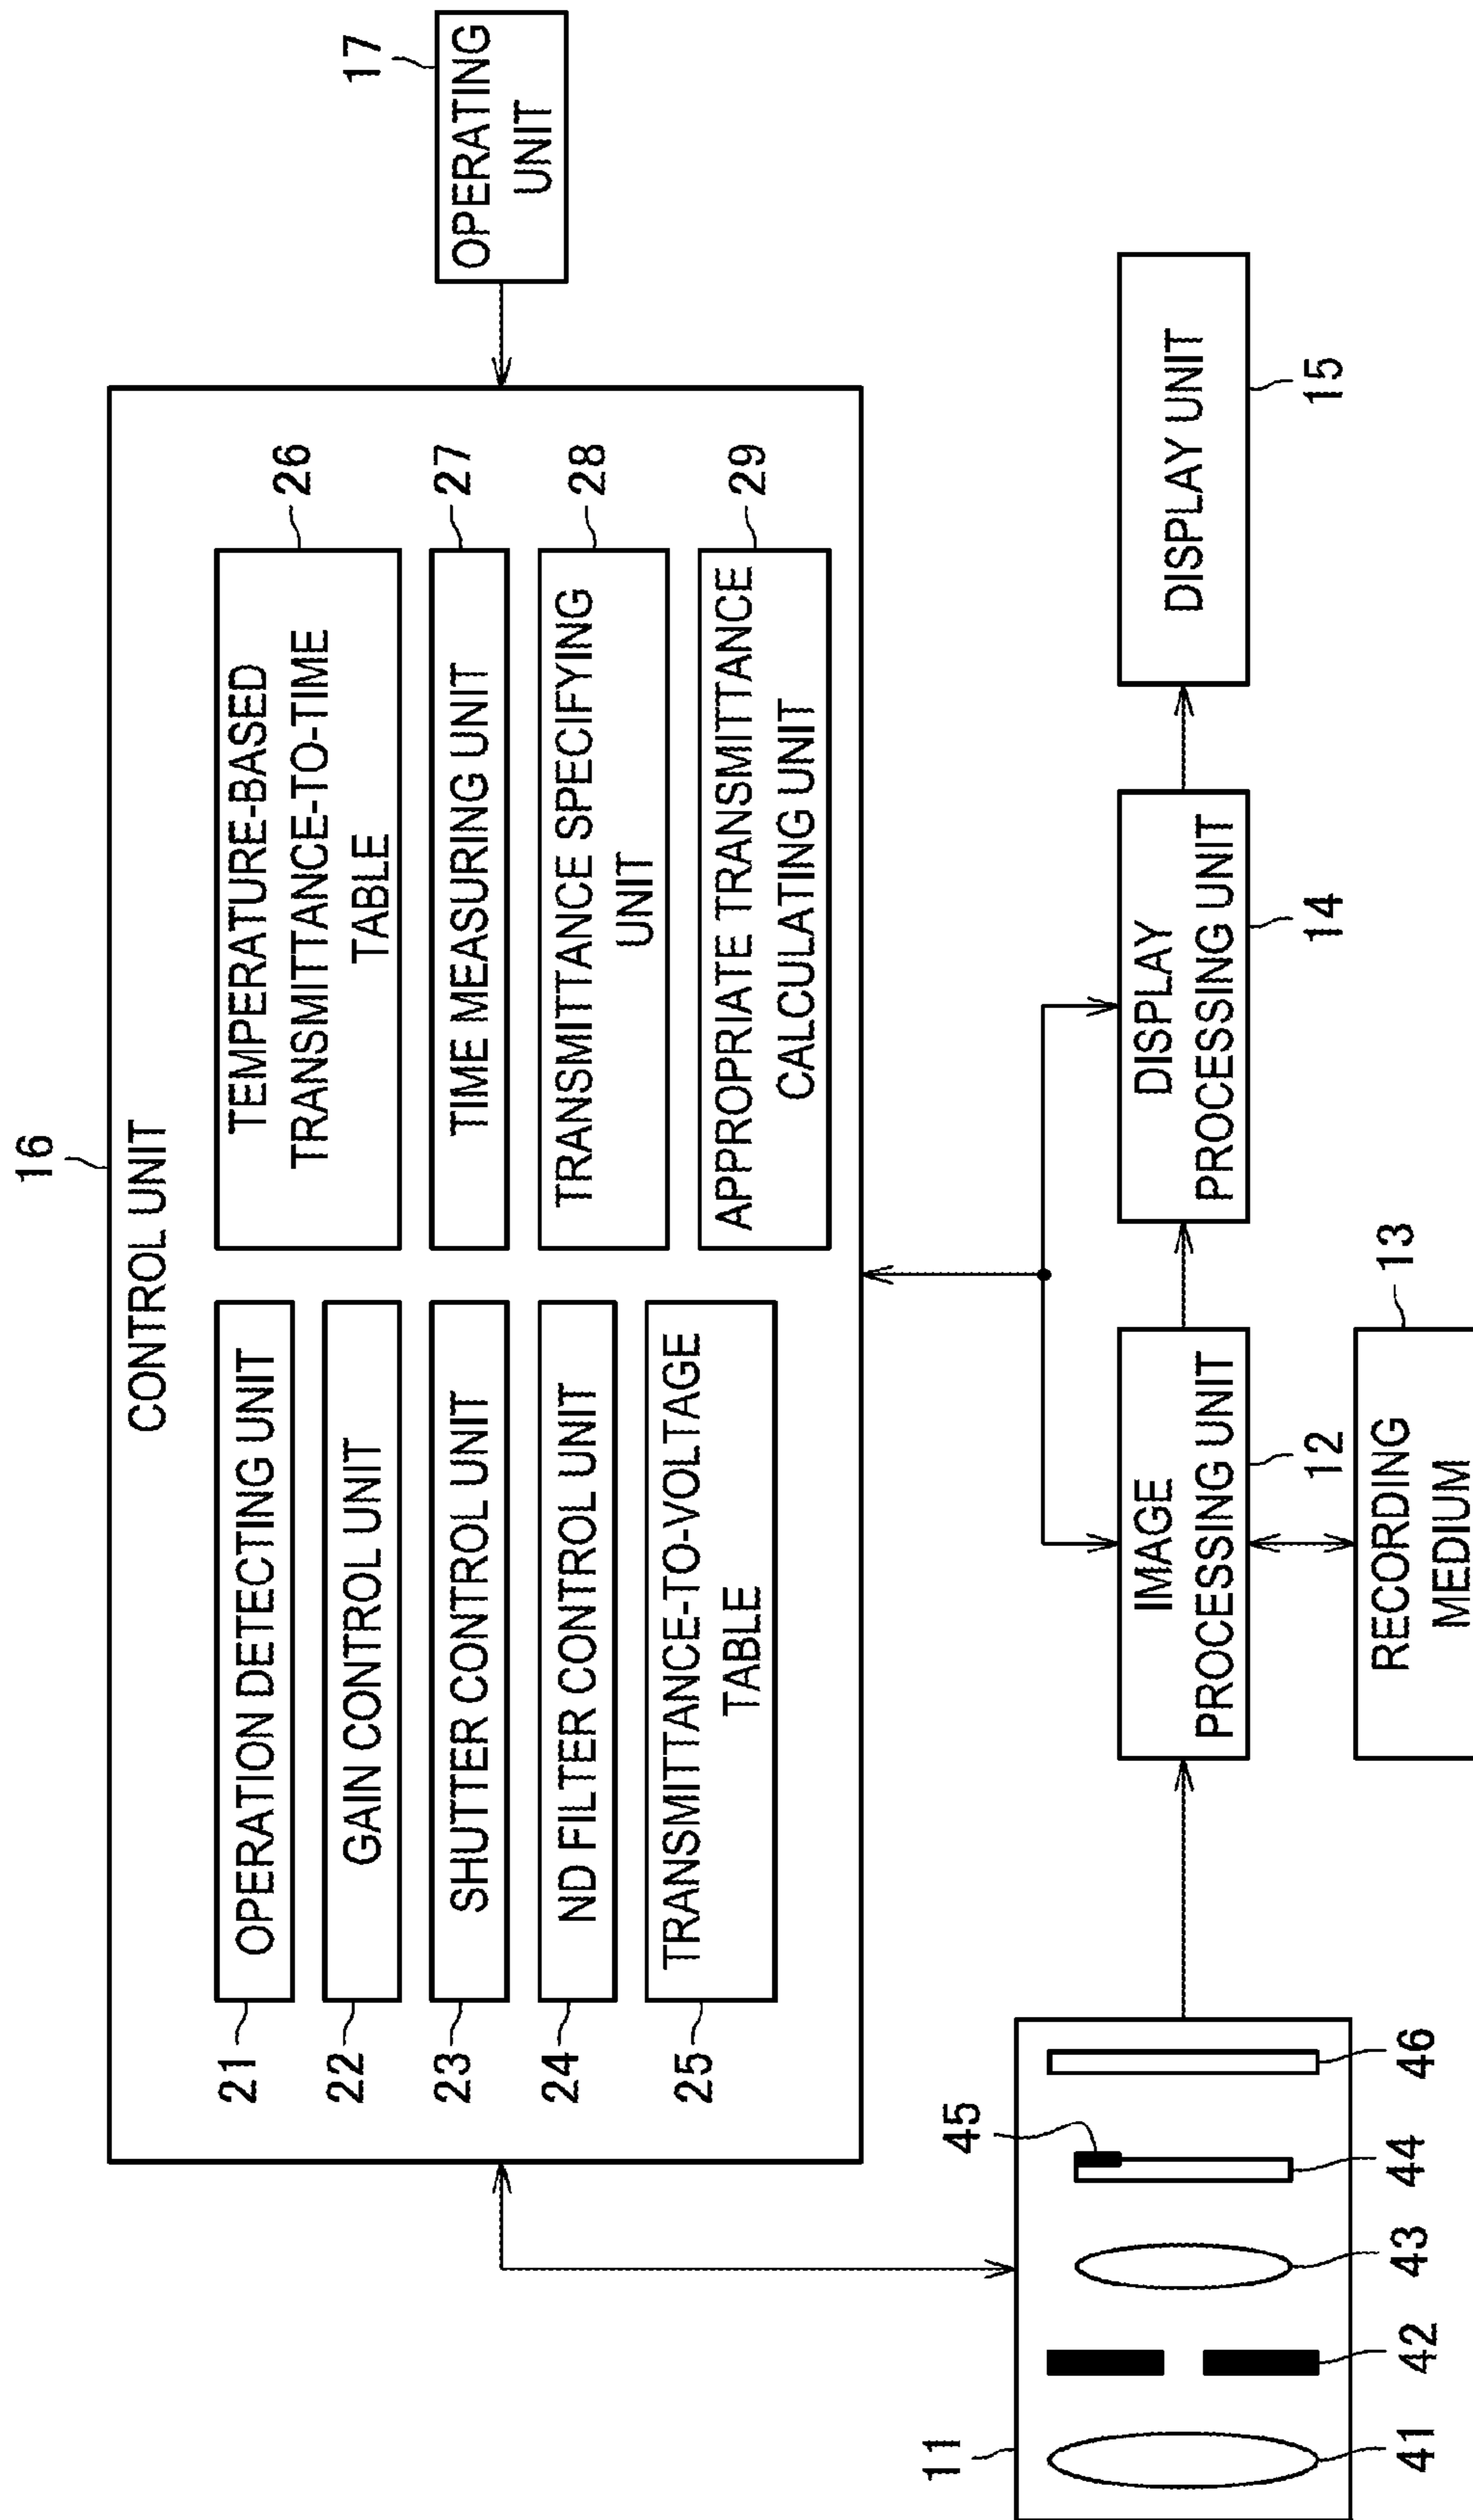 16
CONTROL UNIT
21
OPERATION DETECTING UNIT
22
GAIN CONTROL UNIT
23
SHUTTER CONTROL UNIT
24
ND FILTER CONTROL UNIT
25
TRANSMITTANCE-TO-VOLTAGE
TABLE
TEMPERATURE-BASED
TRANSMITTANCE-TO-TIME
TABLE
26
TIME MEASURING UNIT
27
TRANSMITTANCE SPECIFYING
UNIT
28
APPROPRIATE TRANSMITTANCE
CALCULATING UNIT
29
17
OPERATING
UNIT
11
45
41
42
43
44
46
IMAGE
PROCESSING UNIT
12
DISPLAY
PROCESSING UNIT
14
DISPLAY UNIT
15
13
RECORDING
MEDIUM